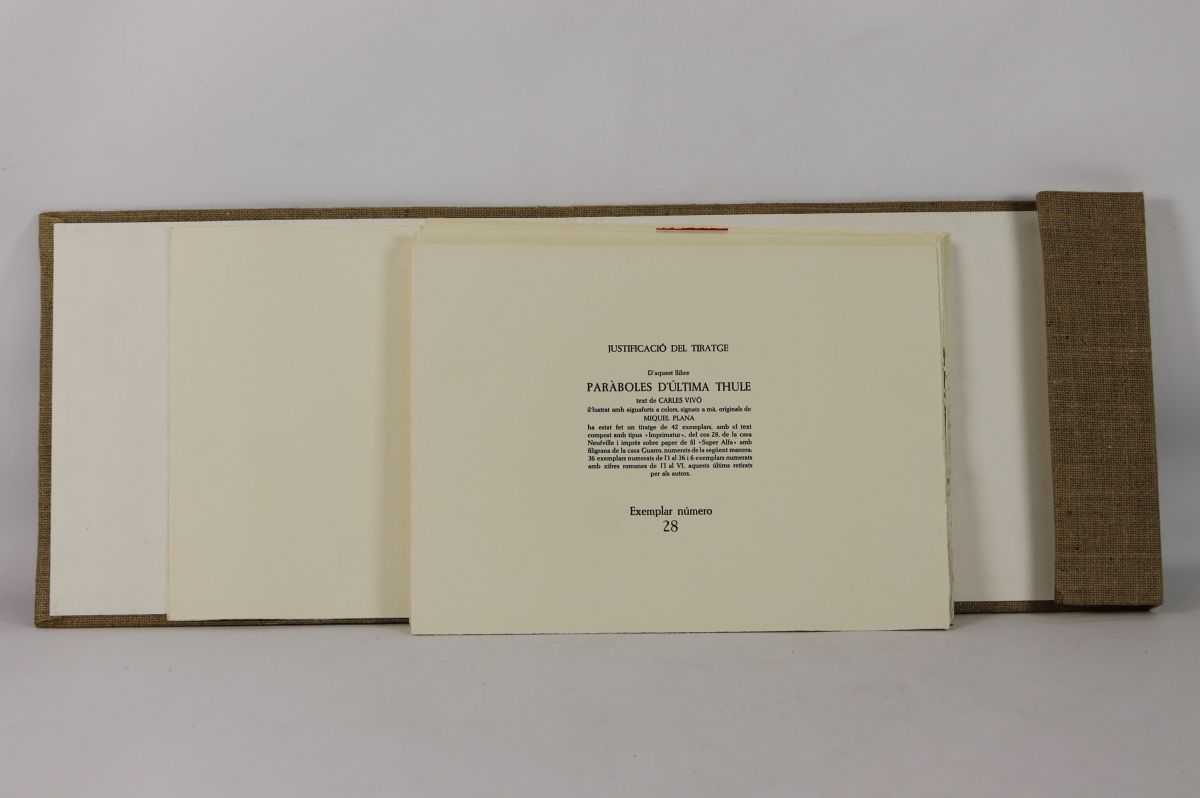 JUSTIFICACIÓ DEL TIRATGE
D'aquest llibre
PARÀBOLES D'ÚLTIMA THULE
text de CARLES VIVÓ
il·lustrat amb aiguaforts a colors, signats a mà, originals de
MIQUEL PLANA
ha estat fet un tiratge de 42 exemplars, amb el text
compost amb tipus «Imprimatur», del cos 28, de la casa
Neufville i imprès sobre paper de fil «Super Alfa» amb
filigrana de la casa Guarro, numerats de la següent manera:
36 exemplars numerats de l'1 al 36 i 6 exemplars numerats
amb xifres romanes de l'I al VI, aquests últims retirats
per als autors.
Exemplar número
28